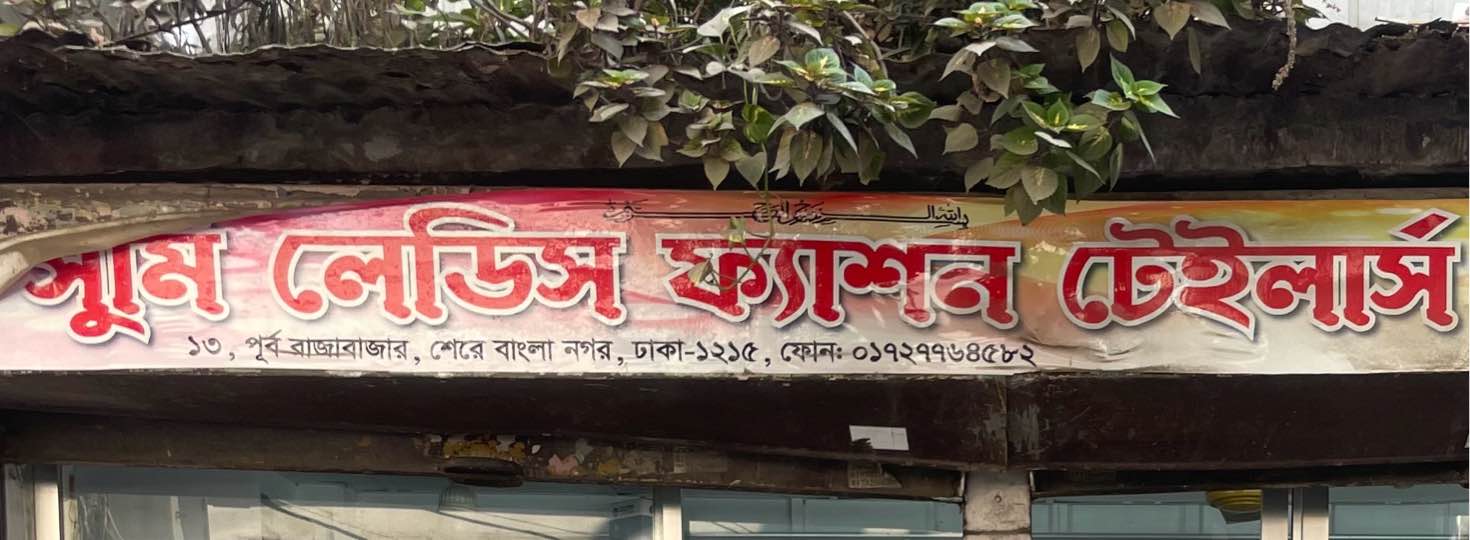 সুমি লেডিস ফ্যাশন টেইলার্স
১৩, পূর্ব রাজাবাজার, শেরে বাংলা নগর, ঢাকা-১২১৫, ফোন: ০১৭২৭৭৬৪৫৮২